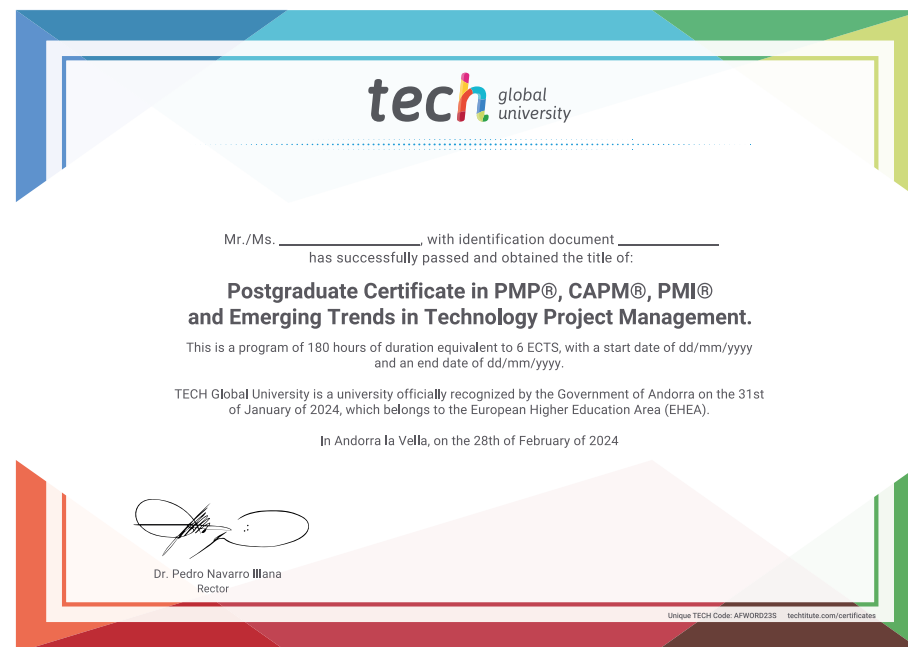 tech global university
Mr./Ms. ____________, with identification document ____________
has successfully passed and obtained the title of:
Postgraduate Certificate in PMP®, CAPM®, PMI®
and Emerging Trends in Technology Project Management.
This is a program of 180 hours of duration equivalent to 6 ECTS, with a start date of dd/mm/yyyy
and an end date of dd/mm/yyyy.
TECH Global University is a university officially recognized by the Government of Andorra on the 31st
of January of 2024, which belongs to the European Higher Education Area (EHEA).
In Andorra la Vella, on the 28th of February of 2024
Dr. Pedro Navarro Illana
Rector
Unique TECH Code: AFWORD23S techtitute.com/certificates